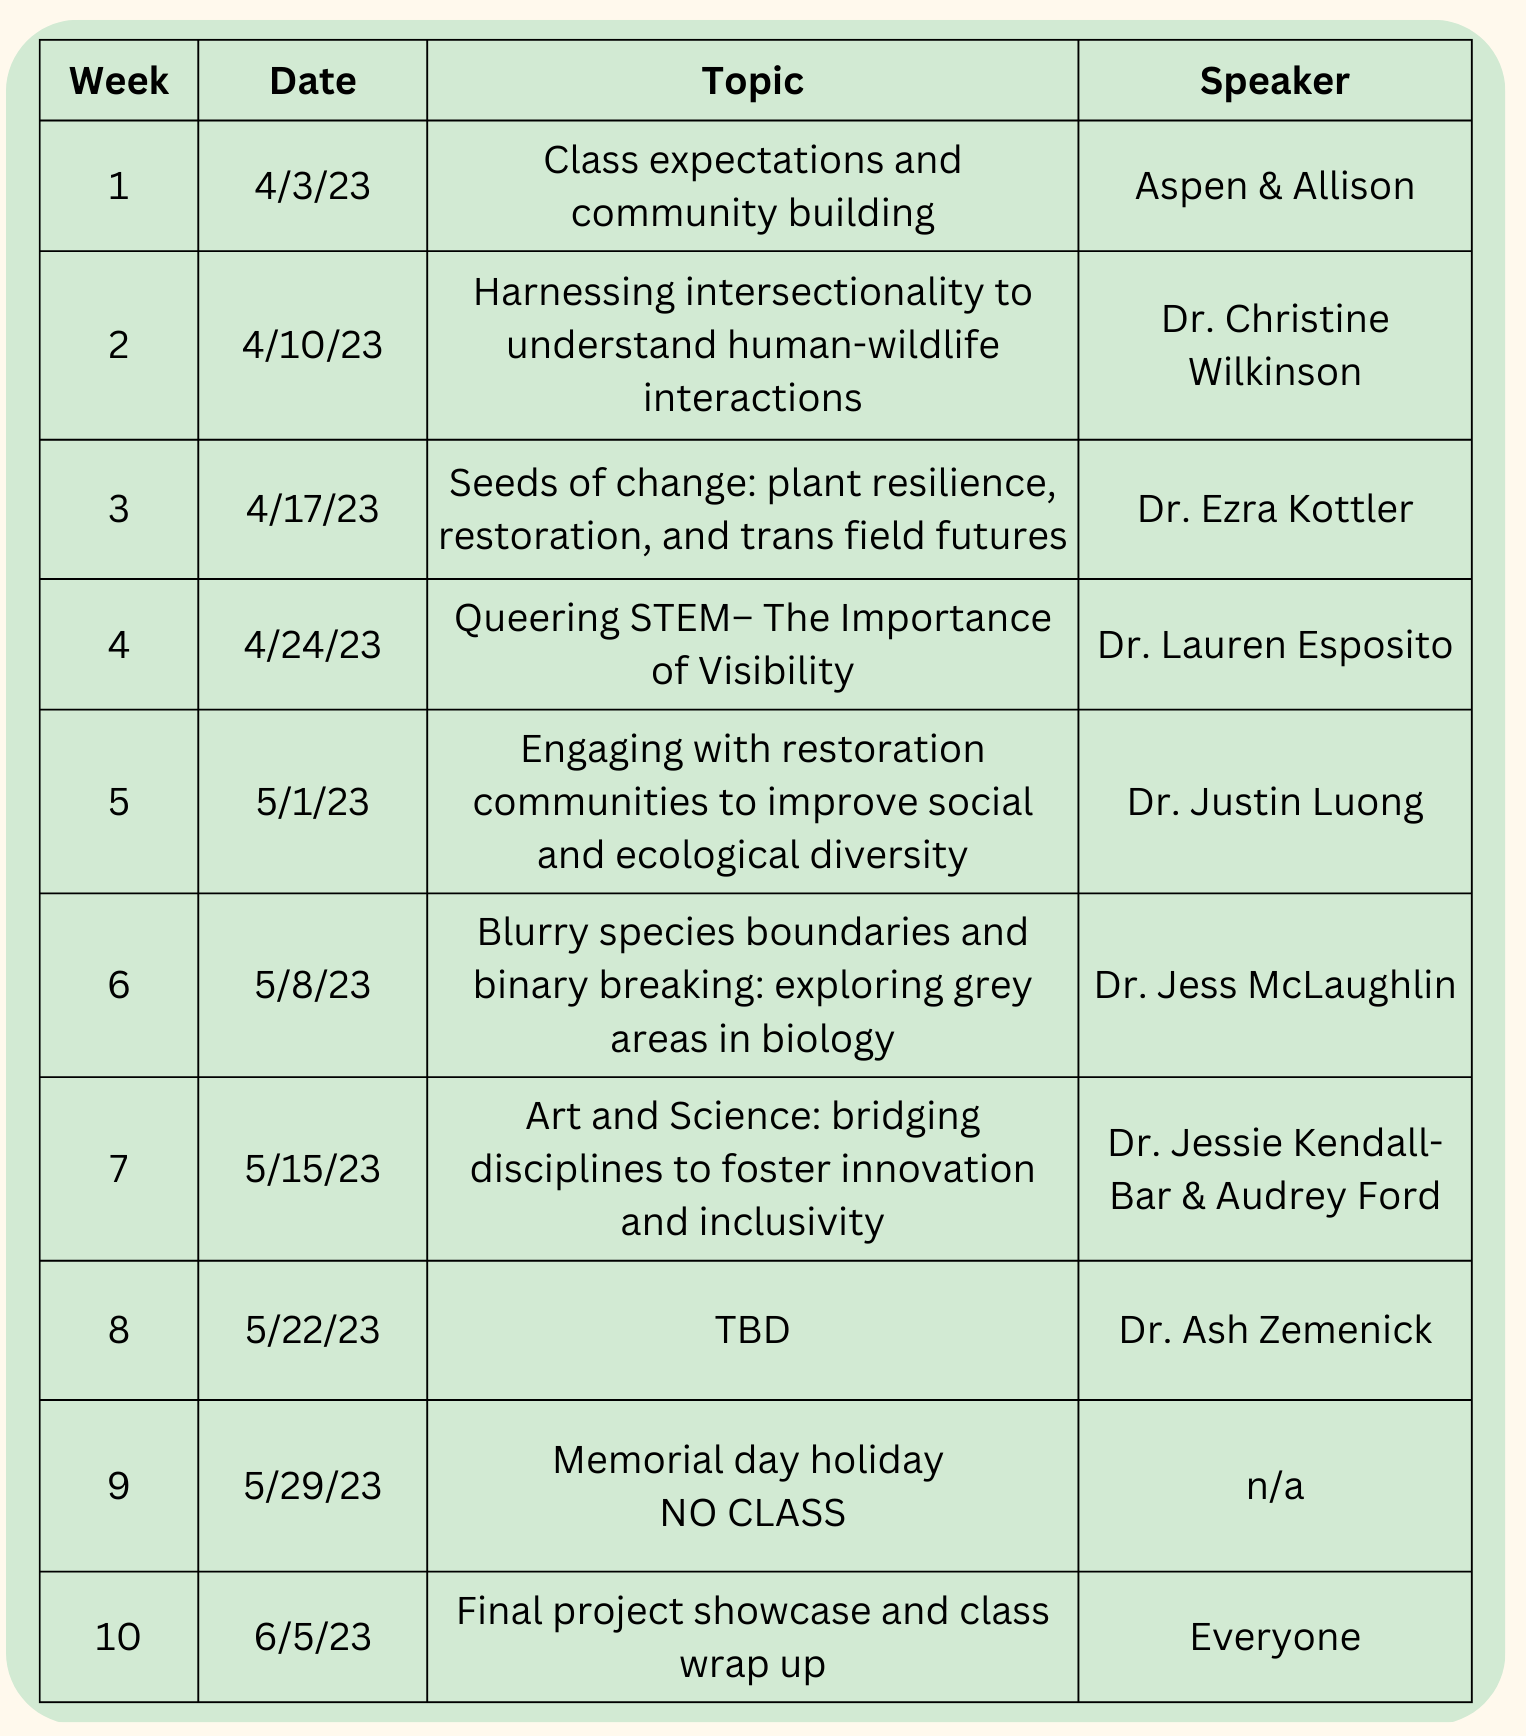 Week Date Topic Speaker
1 4/3/23 Class expectations and
community building Aspen & Allison
2 4/10/23 Harnessing intersectionality to
understand human-wildlife
interactions Dr. Christine
Wilkinson
3 4/17/23 Seeds of change: plant resilience,
restoration, and trans field futures Dr. Ezra Kottler
4 4/24/23 Queering STEM– The Importance
of Visibility Dr. Lauren Esposito
5 5/1/23 Engaging with restoration
communities to improve social
and ecological diversity Dr. Justin Luong
6 5/8/23 Blurry species boundaries and
binary breaking: exploring grey
areas in biology Dr. Jess McLaughlin
7 5/15/23 Art and Science: bridging
disciplines to foster innovation
and inclusivity Dr. Jessie Kendall-
Bar & Audrey Ford
8 5/22/23 TBD Dr. Ash Zemenick
9 5/29/23 Memorial day holiday
NO CLASS n/a
10 6/5/23 Final project showcase and class
wrap up Everyone